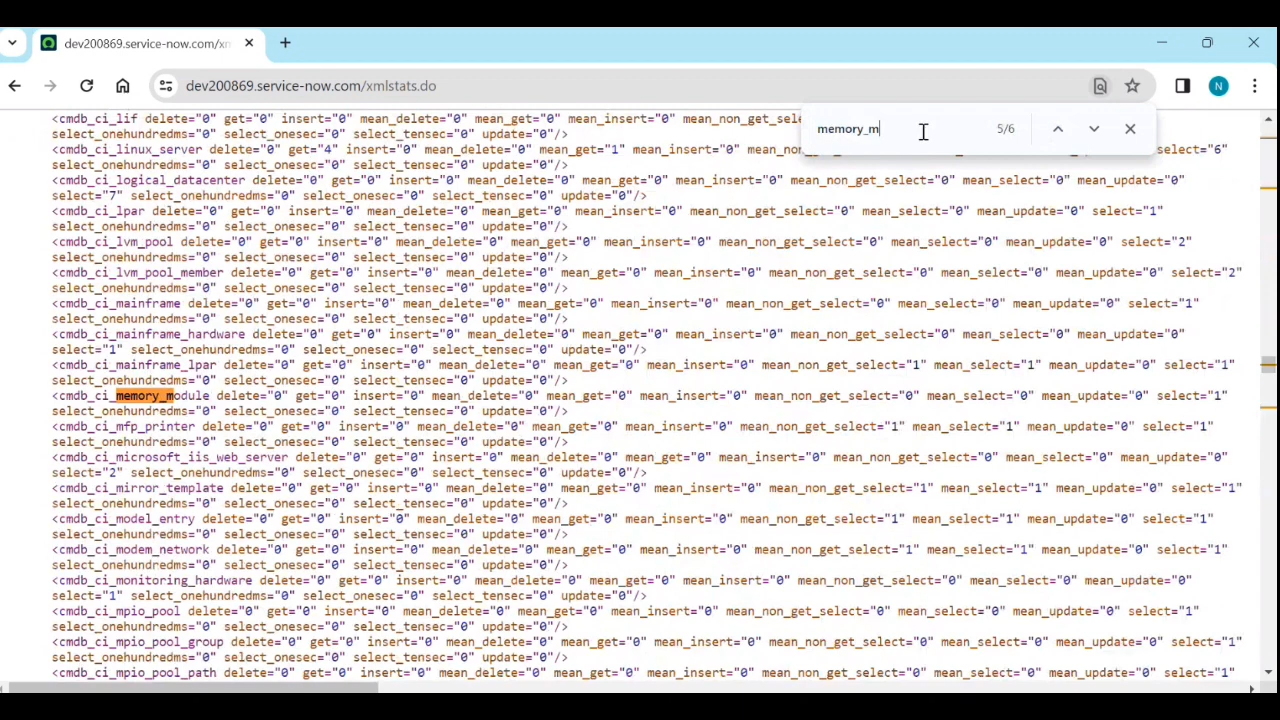 dev200869.service-now.com/xn
dev200869.service-now.com/xmlstats.do
N
memory_m
5/6
<cmdb_ci_lif delete="0" get="0" insert="0" mean_delete="0" mean_get="0" mean_insert="0" mean_non_
select_onehundredms="0" select_onesec="0" select_tensec="0" update="0"/>
<cmdb_ci_linux_server delete="0" get="4" insert="0" mean_delete="0" mean_get="1" mean_insert="0" mean_non ="6"
select_onehundredms="0" select_onesec="0" select_tensec="0" update="0"/>
<cmdb_ci_logical_datacenter delete="0" get="0" insert="0" mean_delete="0" mean_get="0" mean_insert="0" mean_non_get_select="0" mean_select="0" mean_update="0"
select="7" select_onehundredms="0" select_onesec="0" select_tensec="0" update="0"/>
<cmdb_ci_lpar delete="0" get="0" insert="0" mean_delete="0" mean_get="0" mean_insert="0" mean_non_get_select="0" mean_select="0" mean_update="0" select="1"
select_onehundredms="0" select_onesec="0" select_tensec="0" update="0"/>
<cmdb_ci_lvm_pool delete="0" get="0" insert="0" mean_delete="0" mean_get="0" mean_insert="0" mean_non_get_select="0" mean_select="0" mean_update="0" select="2"
select_onehundredms="0" select_onesec="0" select_tensec="0" update="0"/>
<cmdb_ci_lvm_pool_member delete="0" get="0" insert="0" mean_delete="0" mean_get="0" mean_insert="0" mean_non_get_select="0" mean_select="0" mean_update="0" select="2"
select_onehundredms="0" select_onesec="0" select_tensec="0" update="0"/>
<cmdb_ci_mainframe delete="0" get="0" insert="0" mean_delete="0" mean_get="0" mean_insert="0" mean_non_get_select="0" mean_select="0" mean_update="0" select="1"
select_onehundredms="0" select_onesec="0" select_tensec="0" update="0"/>
<cmdb_ci_mainframe_hardware delete="0" get="0" insert="0" mean_delete="0" mean_get="0" mean_insert="0" mean_non_get_select="0" mean_select="0" mean_update="0"
select="1" select_onehundredms="0" select_onesec="0" select_tensec="0" update="0"/>
<cmdb_ci_mainframe_lpar delete="0" get="0" insert="0" mean_delete="0" mean_get="0" mean_insert="0" mean_non_get_select="1" mean_select="1" mean_update="0" select="1"
select_onehundredms="0" select_onesec="0" select_tensec="0" update="0"/>
<cmdb_ci_memory_module delete="0" get="0" insert="0" mean_delete="0" mean_get="0" mean_insert="0" mean_non_get_select="0" mean_select="0" mean_update="0" select="1"
select_onehundredms="0" select_onesec="0" select_tensec="0" update="0"/>
<cmdb_ci_mfp_printer delete="0" get="0" insert="0" mean_delete="0" mean_get="0" mean_insert="0" mean_non_get_select="1" mean_select="1" mean_update="0" select="1"
select_onehundredms="0" select_onesec="0" select_tensec="0" update="0"/>
<cmdb_ci_microsoft_iis_web_server delete="0" get="0" insert="0" mean_delete="0" mean_get="0" mean_insert="0" mean_non_get_select="0" mean_select="0" mean_update="0"
select="2" select_onehundredms="0" select_onesec="0" select_tensec="0" update="0"/>
<cmdb_ci_mirror_template delete="0" get="0" insert="0" mean_delete="0" mean_get="0" mean_insert="0" mean_non_get_select="1" mean_select="1" mean_update="0" select="1"
select_onehundredms="0" select_onesec="0" select_tensec="0" update="0"/>
<cmdb_ci_model_entry delete="0" get="0" insert="0" mean_delete="0" mean_get="0" mean_insert="0" mean_non_get_select="1" mean_select="1" mean_update="0" select="1"
select_onehundredms="0" select_onesec="0" select_tensec="0" update="0"/>
<cmdb_ci_modem_network delete="0" get="0" insert="0" mean_delete="0" mean_get="0" mean_insert="0" mean_non_get_select="1" mean_select="1" mean_update="0" select="1"
select_onehundredms="0" select_onesec="0" select_tensec="0" update="0"/>
<cmdb_ci_monitoring_hardware delete="0" get="0" insert="0" mean_delete="0" mean_get="0" mean_insert="0" mean_non_get_select="0" mean_select="0" mean_update="0"
select="1" select_onehundredms="0" select_onesec="0" select_tensec="0" update="0"/>
<cmdb_ci_mpio_pool delete="0" get="0" insert="0" mean_delete="0" mean_get="0" mean_insert="0" mean_non_get_select="0" mean_select="0" mean_update="0" select="1"
select_onehundredms="0" select_onesec="0" select_tensec="0" update="0"/>
<cmdb_ci_mpio_pool_group delete="0" get="0" insert="0" mean_delete="0" mean_get="0" mean_insert="0" mean_non_get_select="0" mean_select="0" mean_update="0" select="1"
select_onehundredms="0" select_onesec="0" select_tensec="0" update="0"/>
<cmdb_ci_mpio_pool_path delete="0" get="0" insert="0" mean_delete="0" mean_get="0" mean_insert="0" mean_non_get_select="0" mean_select="0" mean_update="0" select="1"